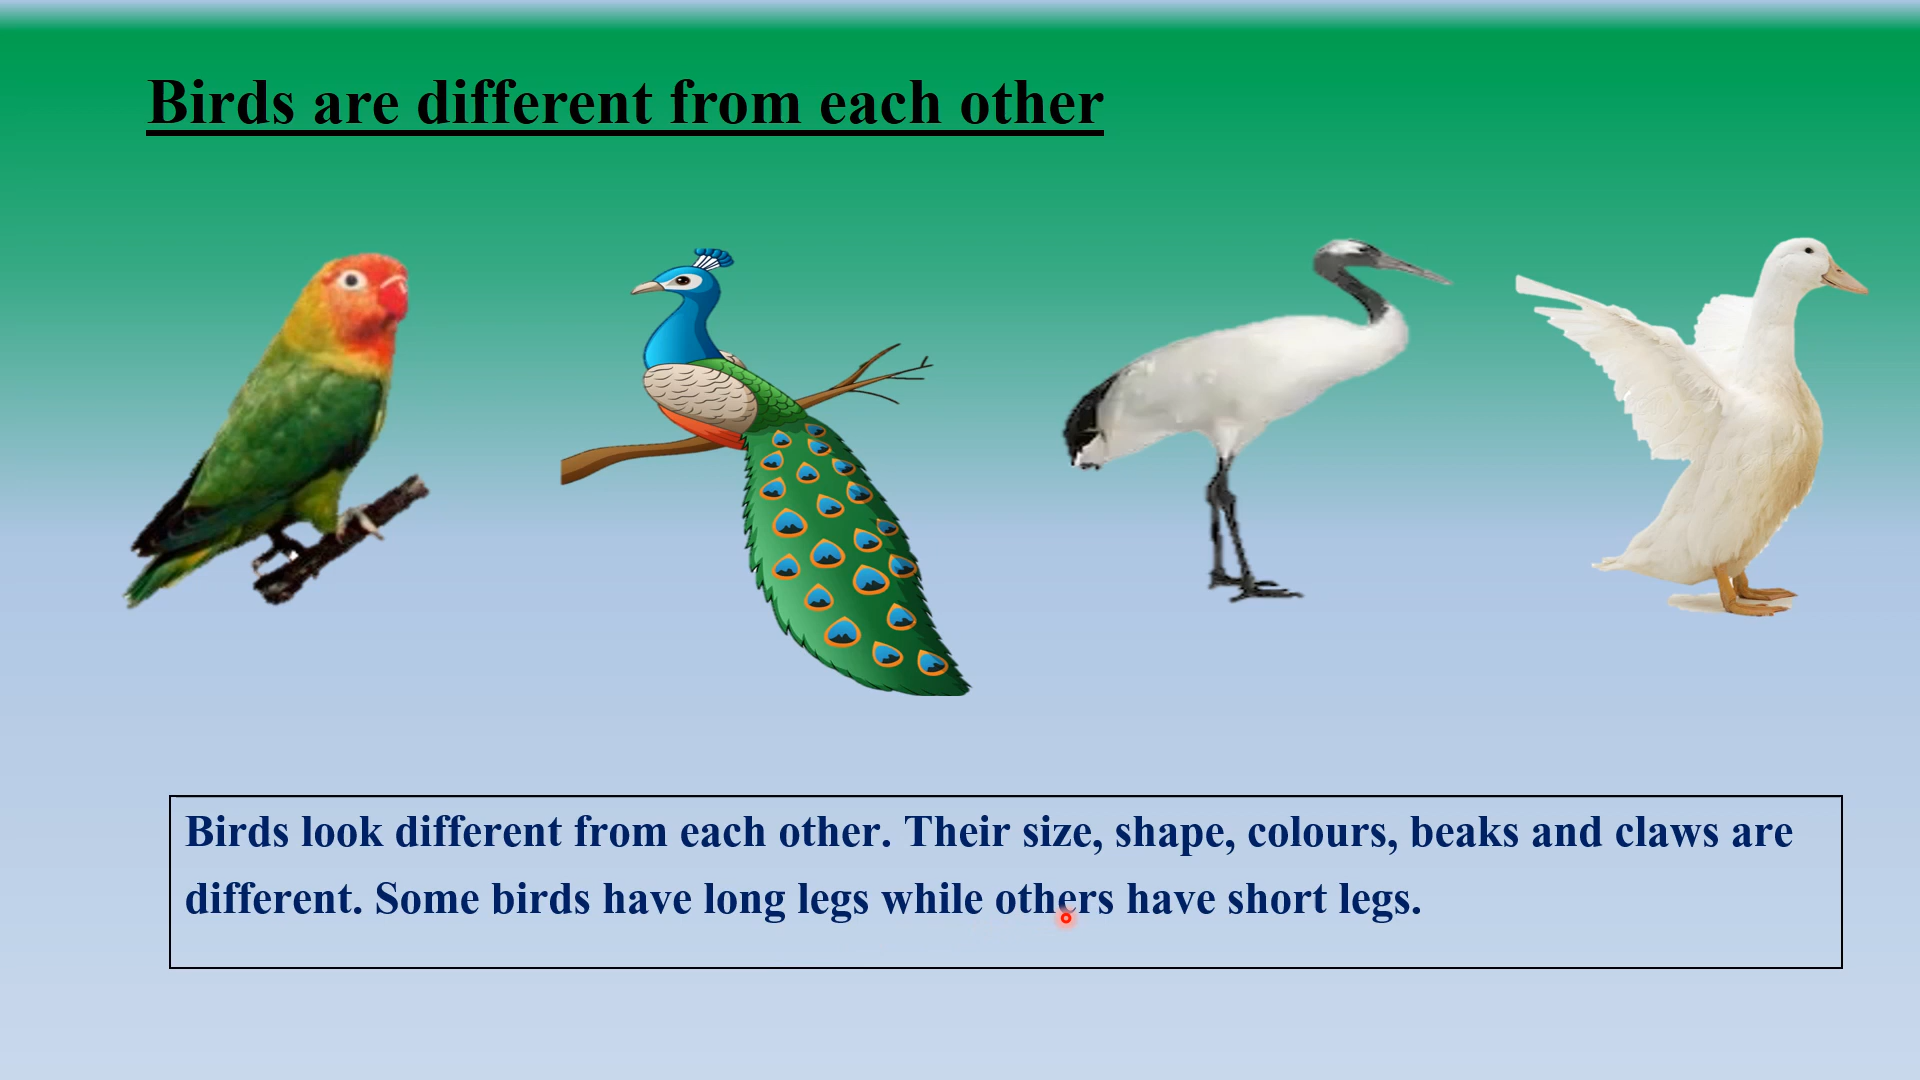 Birds are different from each other
Birds look different from each other. Their size, shape, colours, beaks and claws are
different. Some birds have long legs while others have short legs.